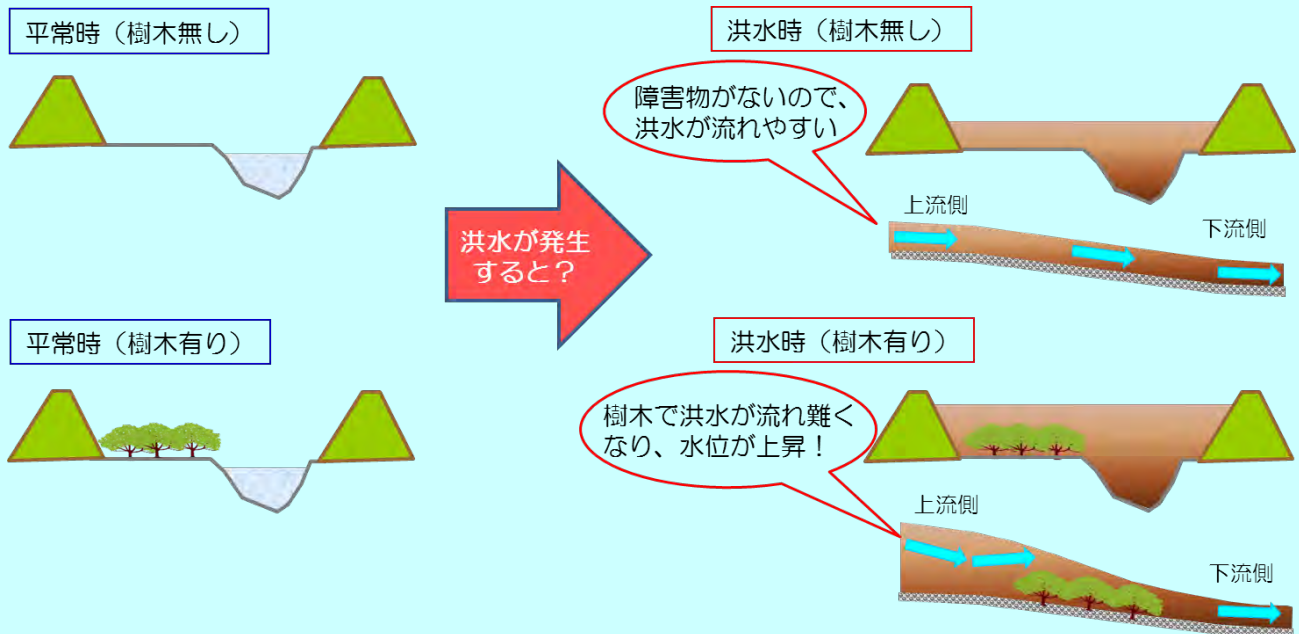 平常時（樹木無し）
洪水時（樹木無し）
障害物がないので、
洪水が流れやすい
上流側
下流側
洪水が発生
すると？
平常時（樹木有り）
洪水時（樹木有り）
樹木で洪水が流れ難く
なり、水位が上昇！
上流側
下流側